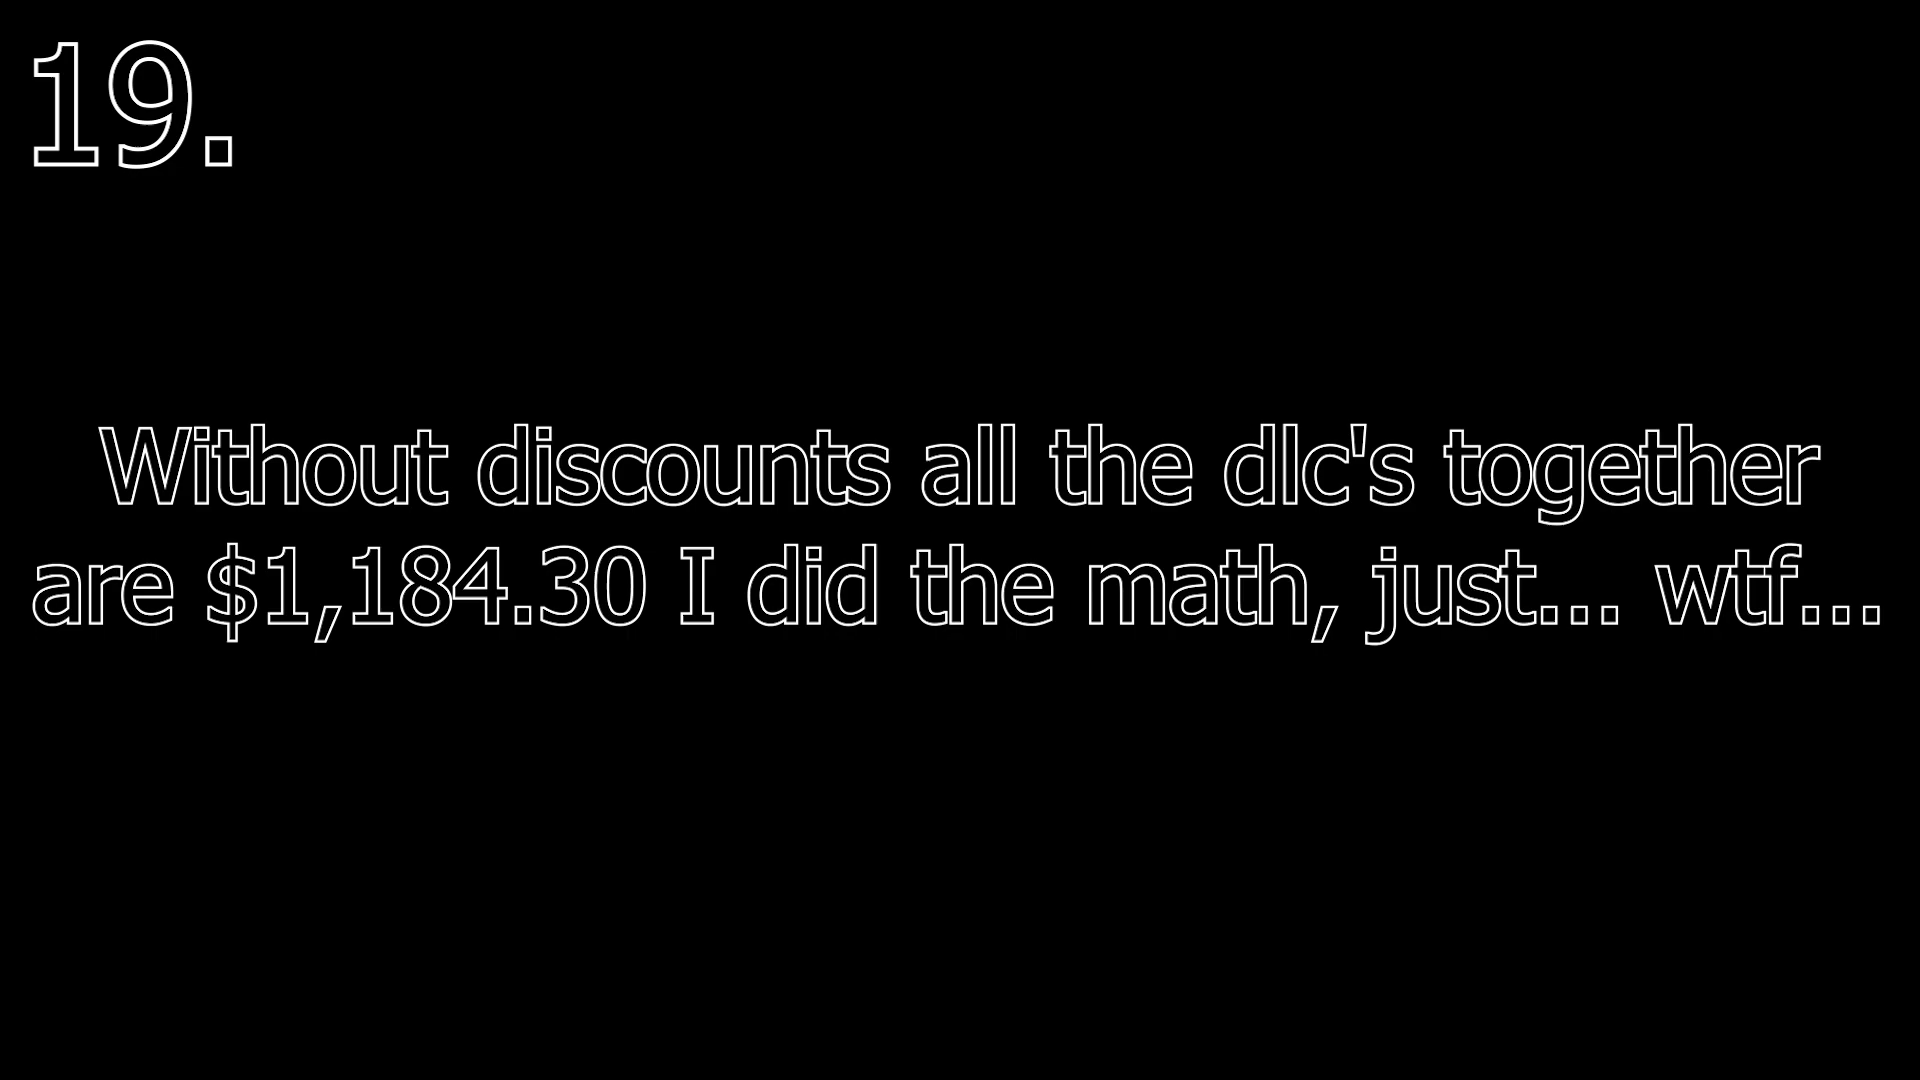 19.
Without discounts all the dlc's together
are $1,184.30 I did the math, just... wtf...